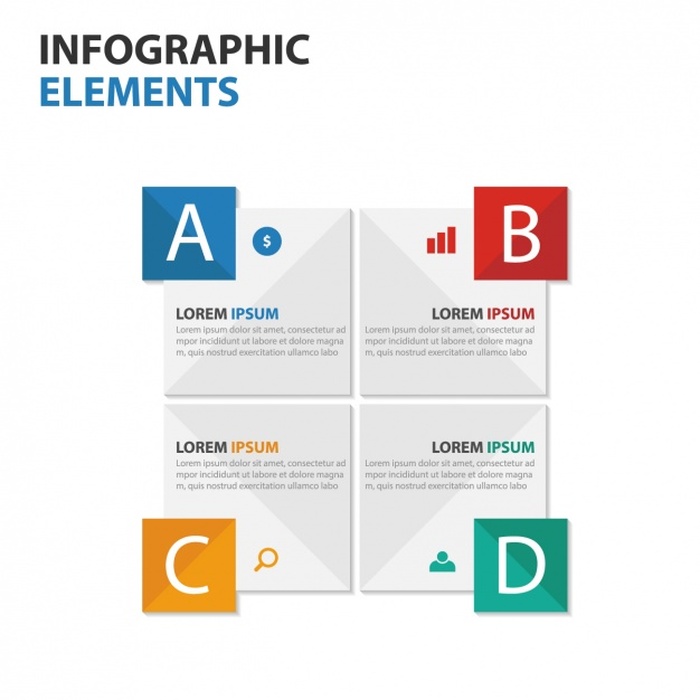 INFOGRAPHIC
ELEMENTS
A
$
LOREM IPSUM
Lorem ipsum dolor sit amet, consectetur ad
mpor incididunt ut labore et dolore magna
m, quis nostrud exercitation ullamco labo
B
LOREM IPSUM
Lorem ipsum dolor sit amet, consectetur ad
mpor incididunt ut labore et dolore magna
m, quis nostrud exercitation ullamco labo
LOREM IPSUM
Lorem ipsum dolor sit amet, consectetur ad
mpor incididunt ut labore et dolore magna
m, quis nostrud exercitation ullamco labo
C
LOREM IPSUM
Lorem ipsum dolor sit amet, consectetur ad
mpor incididunt ut labore et dolore magna
m, quis nostrud exercitation ullamco labo
D